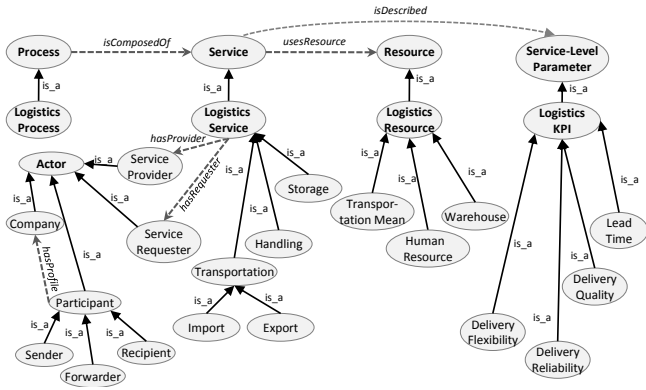 isDescribed
Process
isComposedOf
Service
usesResource
Resource
Service-Level
Parameter
is_a
is_a
is_a
is_a
Logistics
Process
Logistics
Service
Logistics
Resource
Logistics
KPI
hasProvider
hasRequester
Actor
is_a
Service
Provider
is_a
is_a
is_a
is_a
is_a
is_a
is_a
Storage
Transpor-
tation Mean
Warehouse
Company
is_a
is_a
is_a
is_a
Service
Requester
Handling
Human
Resource
Lead
Time
hasProfile
is_a
Transportation
is_a
Delivery
Quality
Participant
is_a
is_a
is_a
is_a
is_a
is_a
Import
Export
Delivery
Flexibility
Sender
Recipient
Forwarder
Delivery
Reliability